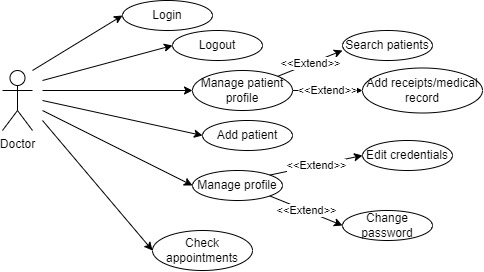 Login
Logout
Search patients
<<Extend>>
Manage patient
profile
<<Extend>>
Add receipts/medical
record
Doctor
Add patient
Edit credentials
<<Extend>>
Manage profile
<<Extend>>
Change
password
Check
appointments